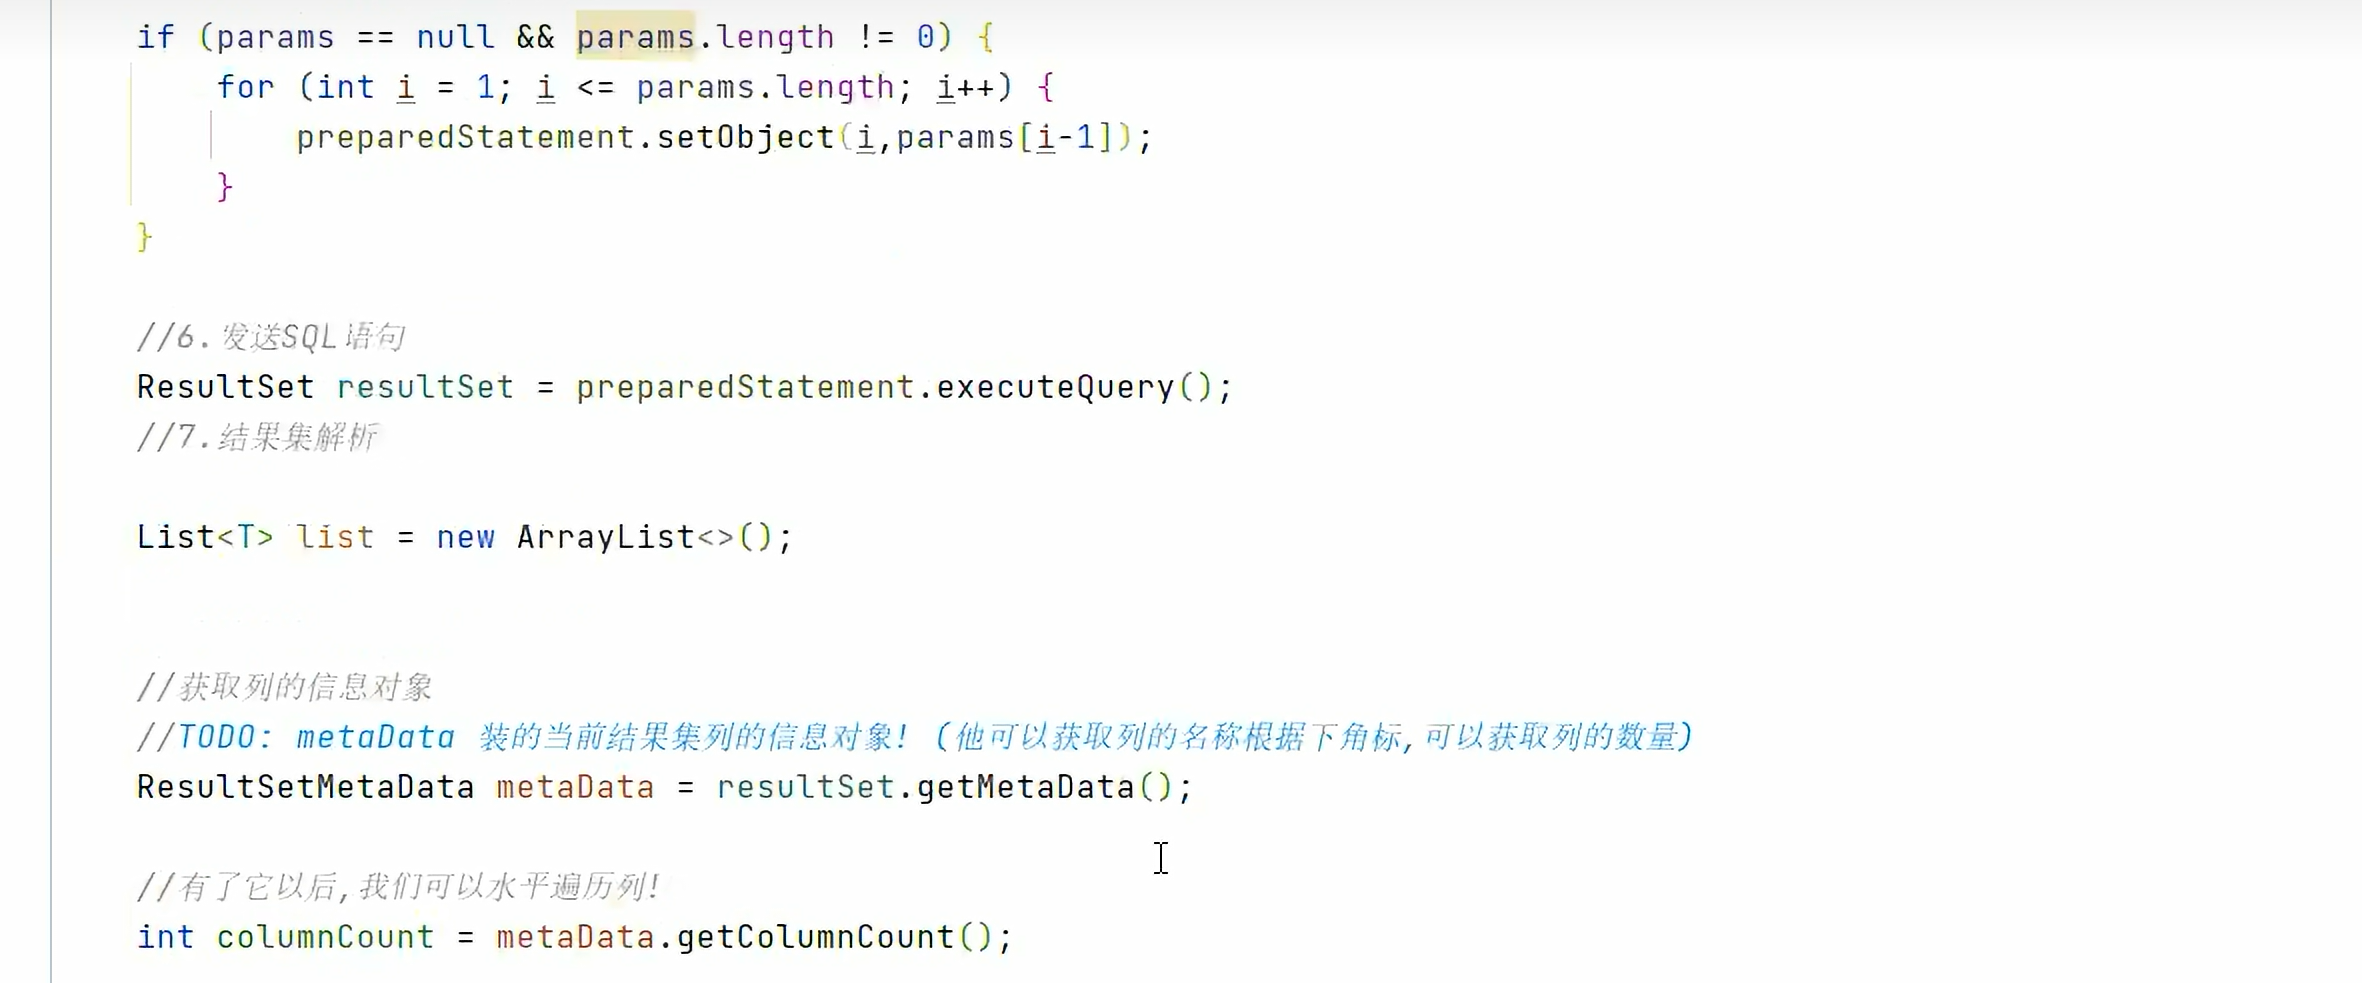 if (params == null && params.length != 0) {
for (int i = 1; i <= params.length; i++) {
preparedStatement.setObject(i,params[i-1]);
}
}
//6.发送SQL语句
ResultSet resultSet = preparedStatement.executeQuery();
//7.结果集解析
List<T> list = new ArrayList<>();
//获取列的信息对象
//TODO: metaData 装的当前结果集列的信息对象! (他可以获取列的名称根据下角标,可以获取列的数量)
ResultSetMetaData metaData = resultSet.getMetaData();
//有了它以后,我们可以水平遍历列!
int columnCount = metaData.getColumnCount();